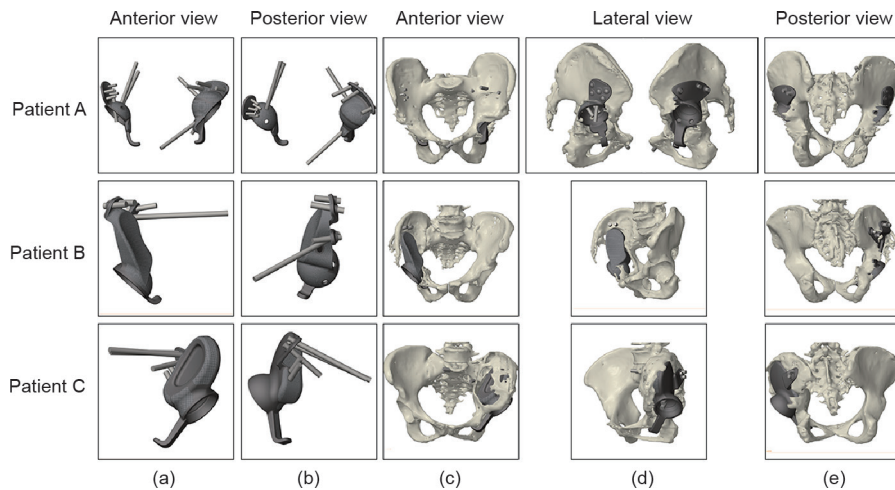 Anterior view Posterior view Anterior view Lateral view Posterior view
Patient A
Patient B
Patient C
(a) (b) (c) (d) (e)